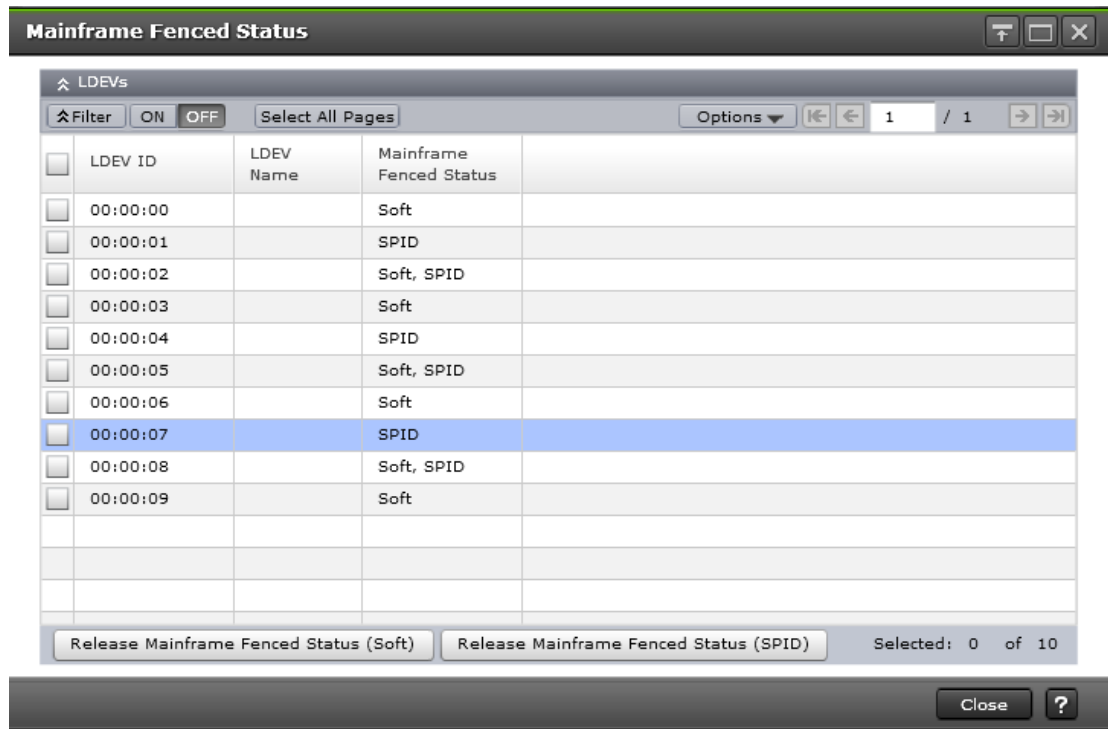 Mainframe Fenced Status
LDEVs
Filter ON OFF Select All Pages Options 1 / 1
LDEV ID LDEV Name Mainframe Fenced Status
00:00:00 Soft
00:00:01 SPID
00:00:02 Soft, SPID
00:00:03 Soft
00:00:04 SPID
00:00:05 Soft, SPID
00:00:06 Soft
00:00:07 SPID
00:00:08 Soft, SPID
00:00:09 Soft
Release Mainframe Fenced Status (Soft) Release Mainframe Fenced Status (SPID) Selected: 0 of 10
Close ?